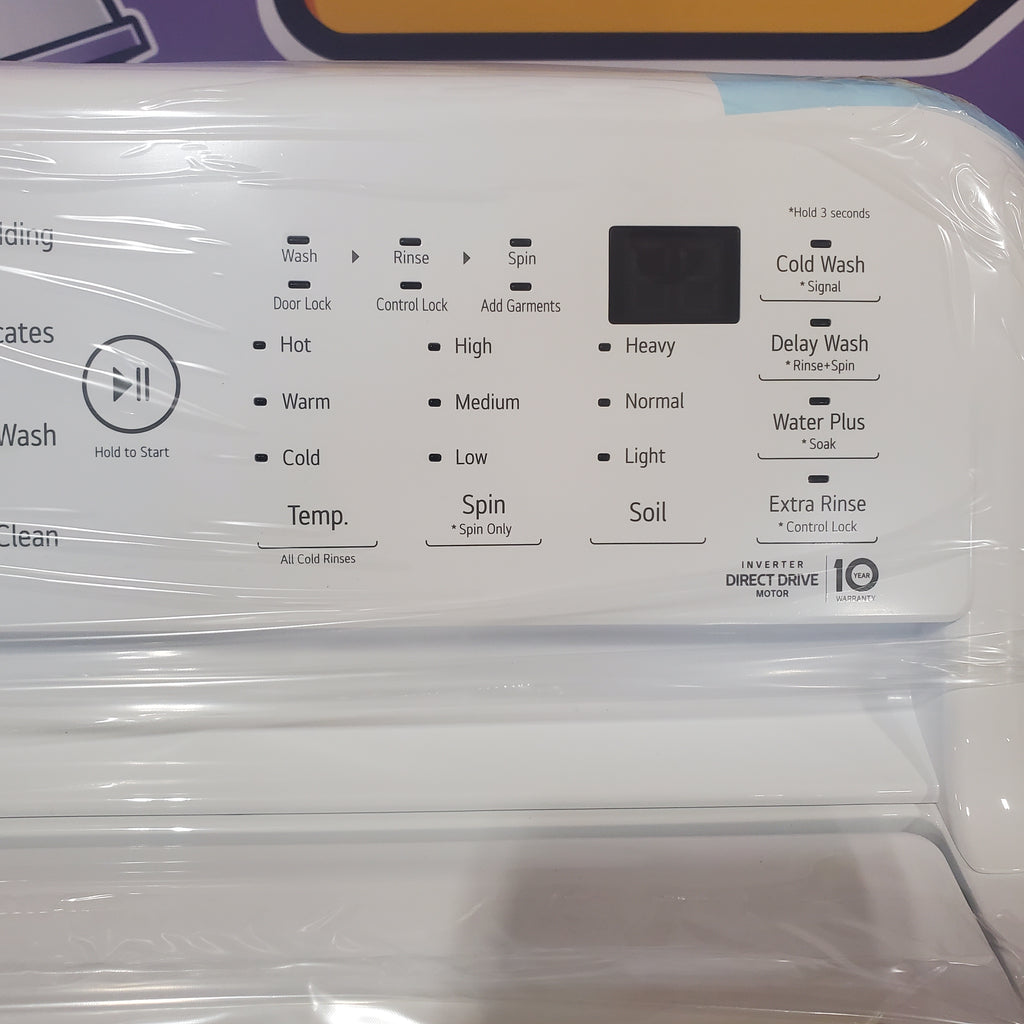 *Hold 3 seconds
Wash Rinse Spin
Door Lock Control Lock Add Garments
Cold Wash
* Signal
Hot High Heavy
Delay Wash
* Rinse+Spin
Warm Medium Normal
Water Plus
* Soak
Wash
Hold to Start
Cold Low Light
Temp. Spin Soil
* Spin Only
Extra Rinse
* Control Lock
Clean
All Cold Rinses
INVERTER
DIRECT DRIVE
MOTOR
10 YEAR
WARRANTY